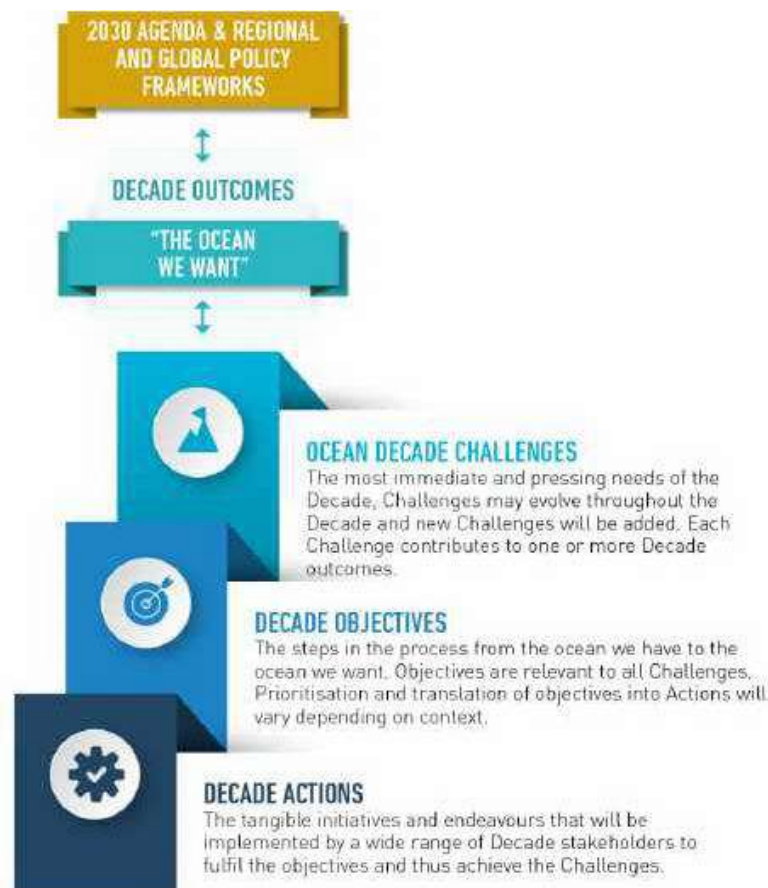 2030 AGENDA & REGIONAL
AND GLOBAL POLICY
FRAMEWORKS
DECADE OUTCOMES
"THE OCEAN
WE WANT"
OCEAN DECADE CHALLENGES
The most immediate and pressing needs of the
Decade, Challenges may evolve throughout the
Decade and new Challenges will be added. Each
Challenge contributes to one or more Decade
outcomes.
DECADE OBJECTIVES
The steps in the process from the ocean we have to the
ocean we want. Objectives are relevant to all Challenges.
Prioritisation and translation of objectives into Actions will
vary depending on context.
DECADE ACTIONS
The tangible initiatives and endeavours that will be
implemented by a wide range of Decade stakeholders to
fulfil the objectives and thus achieve the Challenges.